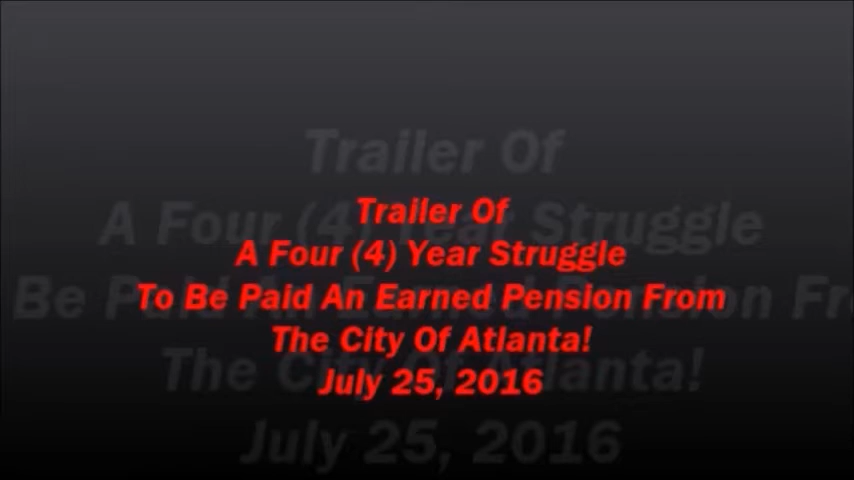 Trailer Of
A Four (4) Year Struggle
To Be Paid An Earned Pension From
The City Of Atlanta!
July 25, 2016